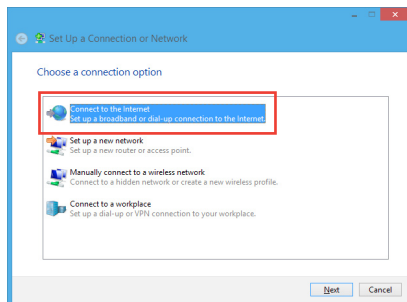 Set Up a Connection or Network
Choose a connection option
Connect to the Internet
Set up a broadband or dial-up connection to the Internet.
Set up a new network
Set up a new router or access point.
Manually connect to a wireless network
Connect to a hidden network or create a new wireless profile.
Connect to a workplace
Set up a dial-up or VPN connection to your workplace.
Next Cancel